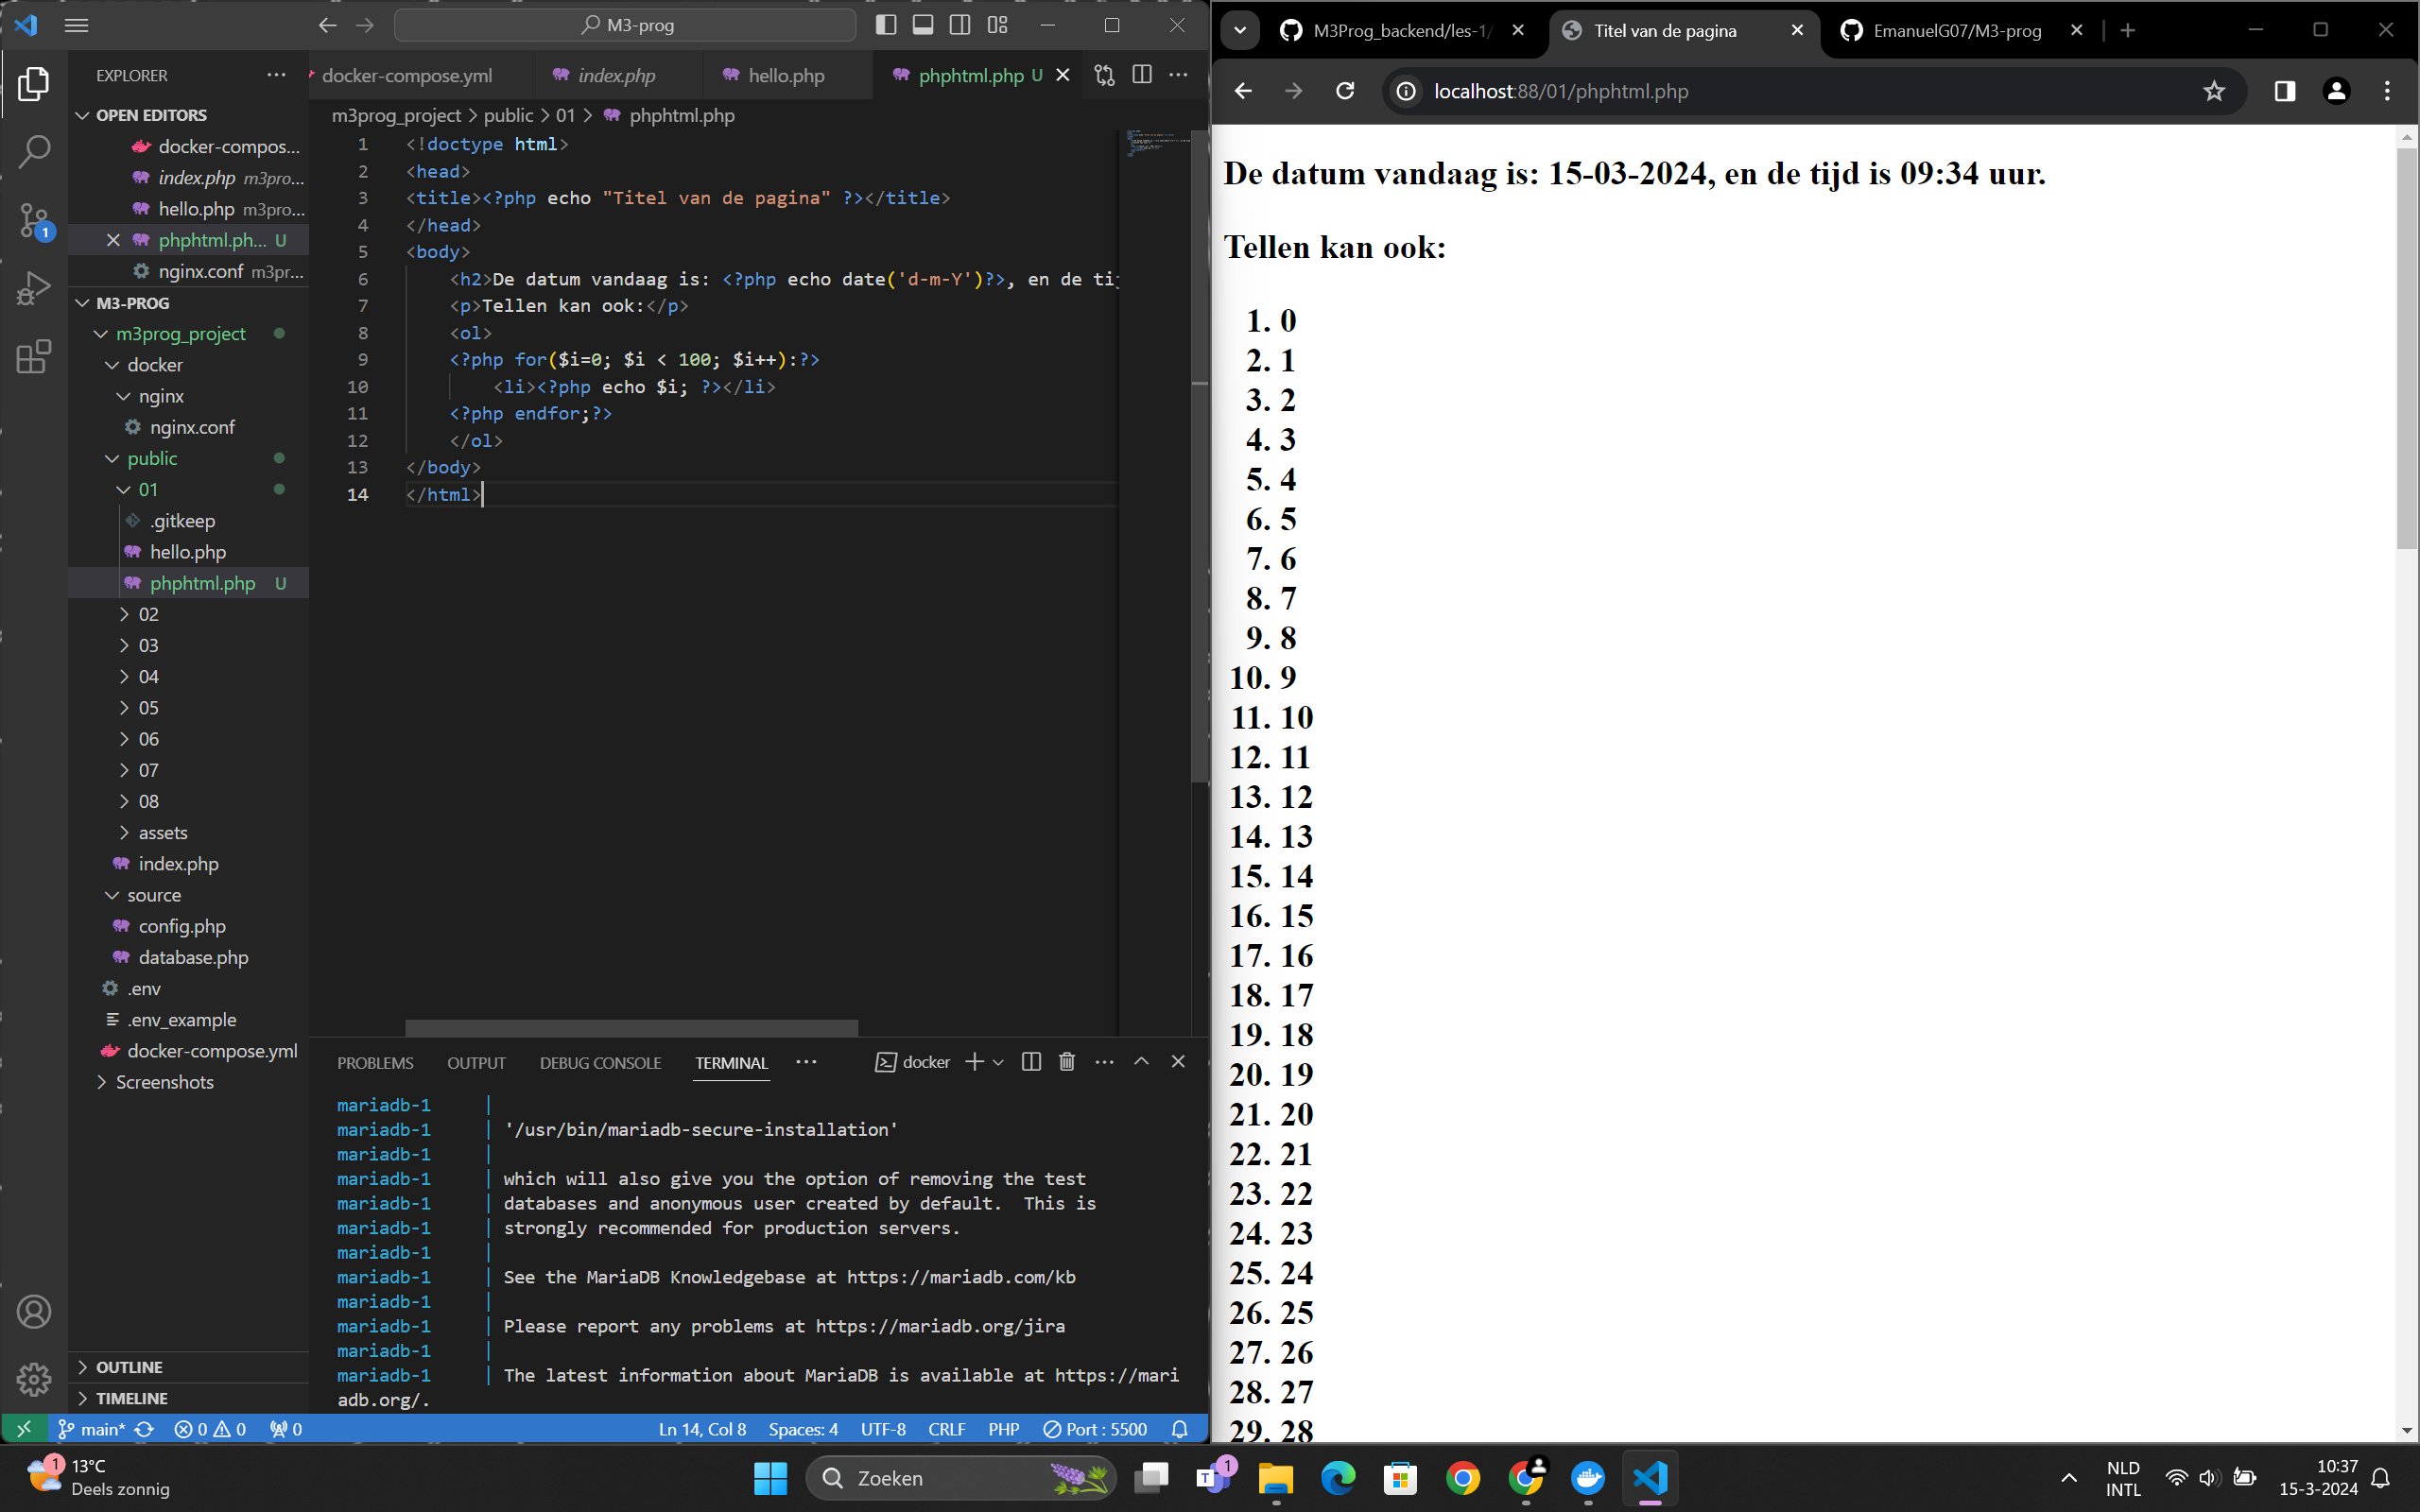 M3-prog
EXPLORER
OPEN EDITORS
docker-compos...
index.php m3pro...
hello.php m3pro...
phphtml.ph... U
nginx.conf m3pr...
M3-PROG
m3prog_project
docker
nginx
nginx.conf
public
01
.gitkeep
hello.php
phphtml.php U
02
03
04
05
06
07
08
assets
index.php
source
config.php
database.php
.env
.env_example
docker-compose.yml
Screenshots
OUTLINE
TIMELINE
1
docker-compose.yml
index.php
hello.php
phphtml.php U
m3prog_project > public > 01 > phphtml.php
1 <!doctype html>
2 <head>
3 <title><?php echo "Titel van de pagina" ?></title>
4 </head>
5 <body>
6 <h2>De datum vandaag is: <?php echo date('d-m-Y')?>, en de tij
7 <p>Tellen kan ook:</p>
8 <ol>
9 <?php for($i=0; $i < 100; $i++):?>
10 <li><?php echo $i; ?></li>
11 <?php endfor;?>
12 </ol>
13 </body>
14 </html>
PROBLEMS OUTPUT DEBUG CONSOLE TERMINAL docker
mariadb-1 |
mariadb-1 | '/usr/bin/mariadb-secure-installation'
mariadb-1 |
mariadb-1 | which will also give you the option of removing the test
mariadb-1 | databases and anonymous user created by default.  This is
mariadb-1 | strongly recommended for production servers.
mariadb-1 |
mariadb-1 | See the MariaDB Knowledgebase at https://mariadb.com/kb
mariadb-1 |
mariadb-1 | Please report any problems at https://mariadb.org/jira
mariadb-1 |
mariadb-1 | The latest information about MariaDB is available at https://mari
adb.org/.
main* 0 0 0 Ln 14, Col 8 Spaces: 4 UTF-8 CRLF PHP Port : 5500
M3Prog_backend/les-1/
Titel van de pagina
EmanuelG07/M3-prog
localhost:88/01/phphtml.php
De datum vandaag is: 15-03-2024, en de tijd is 09:34 uur.
Tellen kan ook:
1. 0
2. 1
3. 2
4. 3
5. 4
6. 5
7. 6
8. 7
9. 8
10. 9
11. 10
12. 11
13. 12
14. 13
15. 14
16. 15
17. 16
18. 17
19. 18
20. 19
21. 20
22. 21
23. 22
24. 23
25. 24
26. 25
27. 26
28. 27
29. 28
1
13°C
Deels zonnig
Zoeken
1
NLD
INTL
10:37
15-3-2024